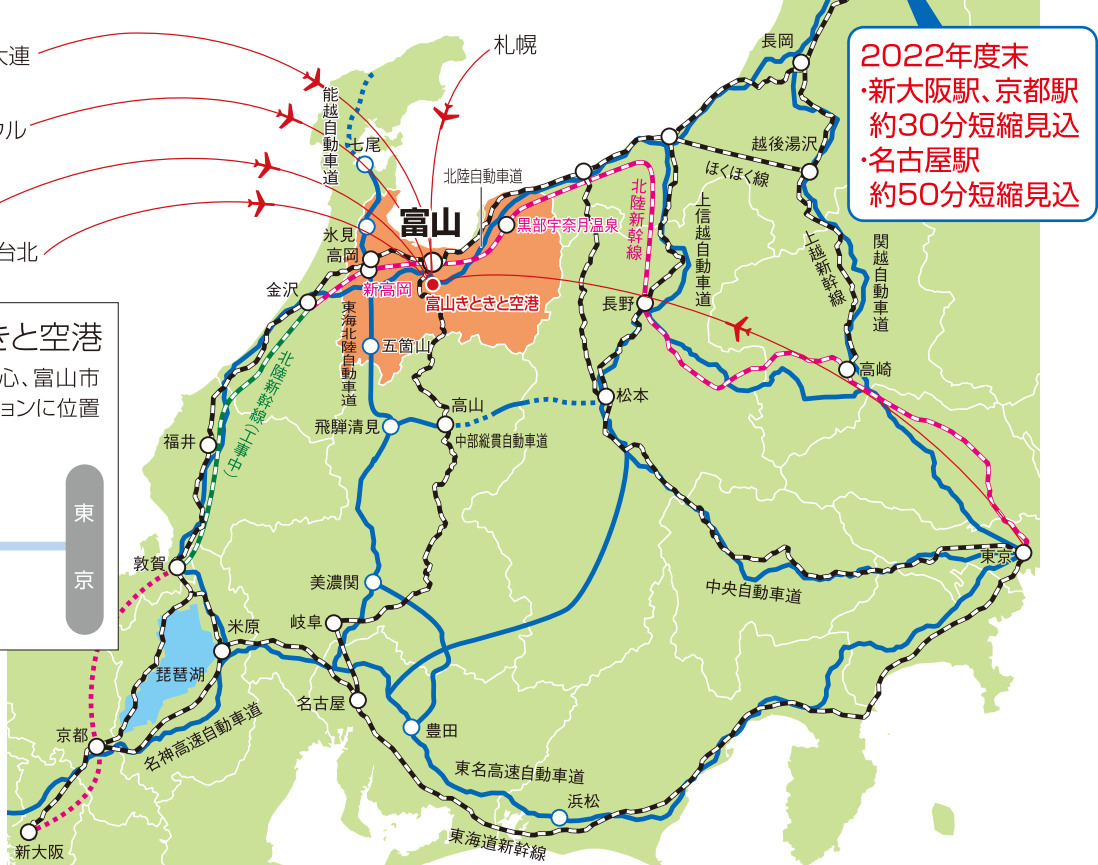 大連
札幌
台北
能越自動車道
七尾
氷見
高岡
新高岡
富山
北陸自動車道
黒部宇奈月温泉
富山きときと空港
金沢
東海北陸自動車道
五箇山
北陸新幹線（工事中）
福井
飛騨清見
高山
中部縦貫自動車道
敦賀
美濃関
岐阜
米原
琵琶湖
名古屋
京都
名神高速自動車道
新大阪
豊田
東名高速自動車道
浜松
東海道新幹線
長岡
越後湯沢
ほくほく線
北陸新幹線
上信越自動車道
上越新幹線
関越自動車道
長野
高崎
松本
中央自動車道
東京
2022年度末
・新大阪駅、京都駅
約30分短縮見込
・名古屋駅
約50分短縮見込
きと空港
心、富山市
ョンに位置
東京